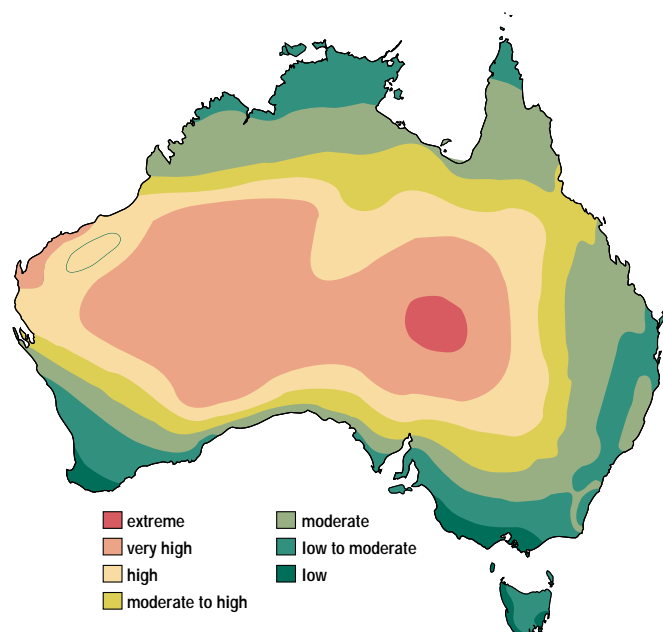 extreme
very high
high
moderate to high
moderate
low to moderate
low